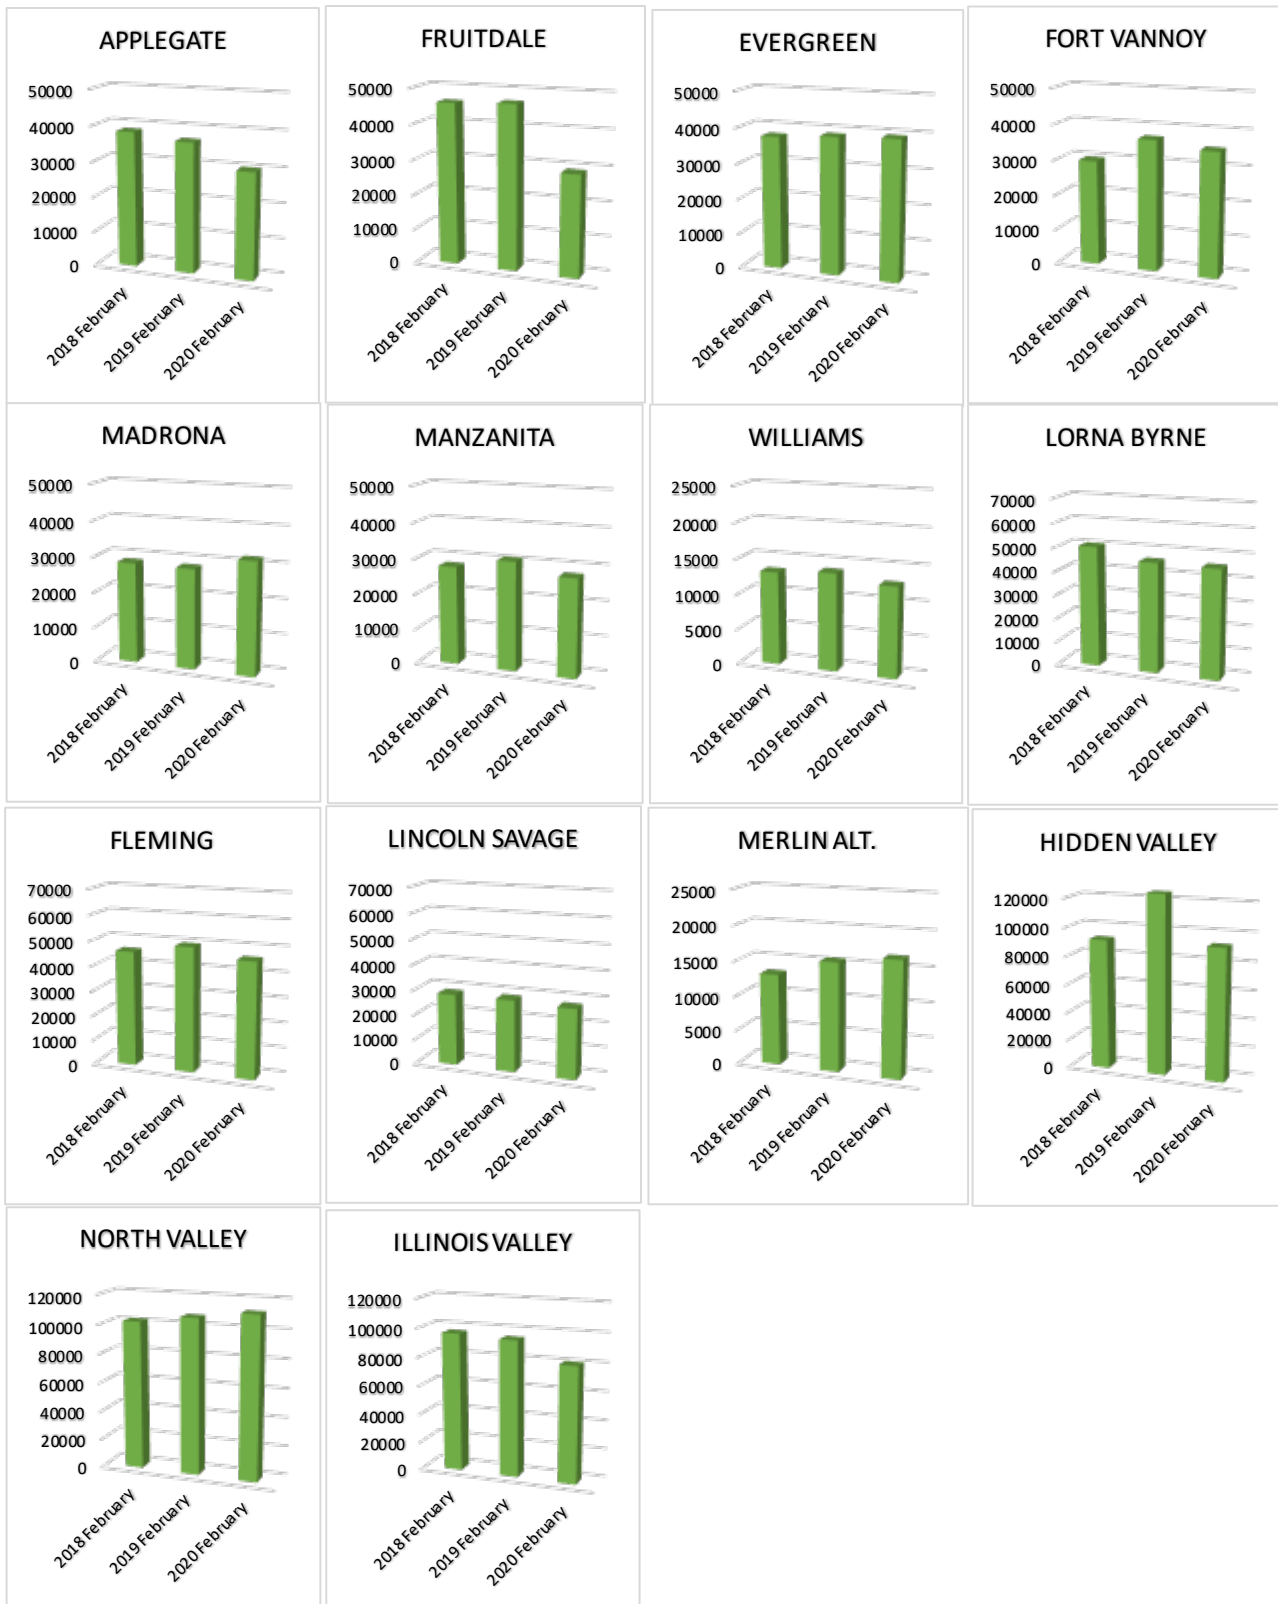 APPLEGATE
50000
40000
30000
20000
10000
0
2018 February
2019 February
2020 February
FRUITDALE
50000
40000
30000
20000
10000
0
2018 February
2019 February
2020 February
EVERGREEN
50000
40000
30000
20000
10000
0
2018 February
2019 February
2020 February
FORT VANNOY
50000
40000
30000
20000
10000
0
2018 February
2019 February
2020 February
MADRONA
50000
40000
30000
20000
10000
0
2018 February
2019 February
2020 February
MANZANITA
50000
40000
30000
20000
10000
0
2018 February
2019 February
2020 February
WILLIAMS
25000
20000
15000
10000
5000
0
2018 February
2019 February
2020 February
LORNA BYRNE
70000
60000
50000
40000
30000
20000
10000
0
2018 February
2019 February
2020 February
FLEMING
70000
60000
50000
40000
30000
20000
10000
0
2018 February
2019 February
2020 February
LINCOLN SAVAGE
70000
60000
50000
40000
30000
20000
10000
0
2018 February
2019 February
2020 February
MERLIN ALT.
25000
20000
15000
10000
5000
0
2018 February
2019 February
2020 February
HIDDEN VALLEY
120000
100000
80000
60000
40000
20000
0
2018 February
2019 February
2020 February
NORTH VALLEY
120000
100000
80000
60000
40000
20000
0
2018 February
2019 February
2020 February
ILLINOIS VALLEY
120000
100000
80000
60000
40000
20000
0
2018 February
2019 February
2020 February